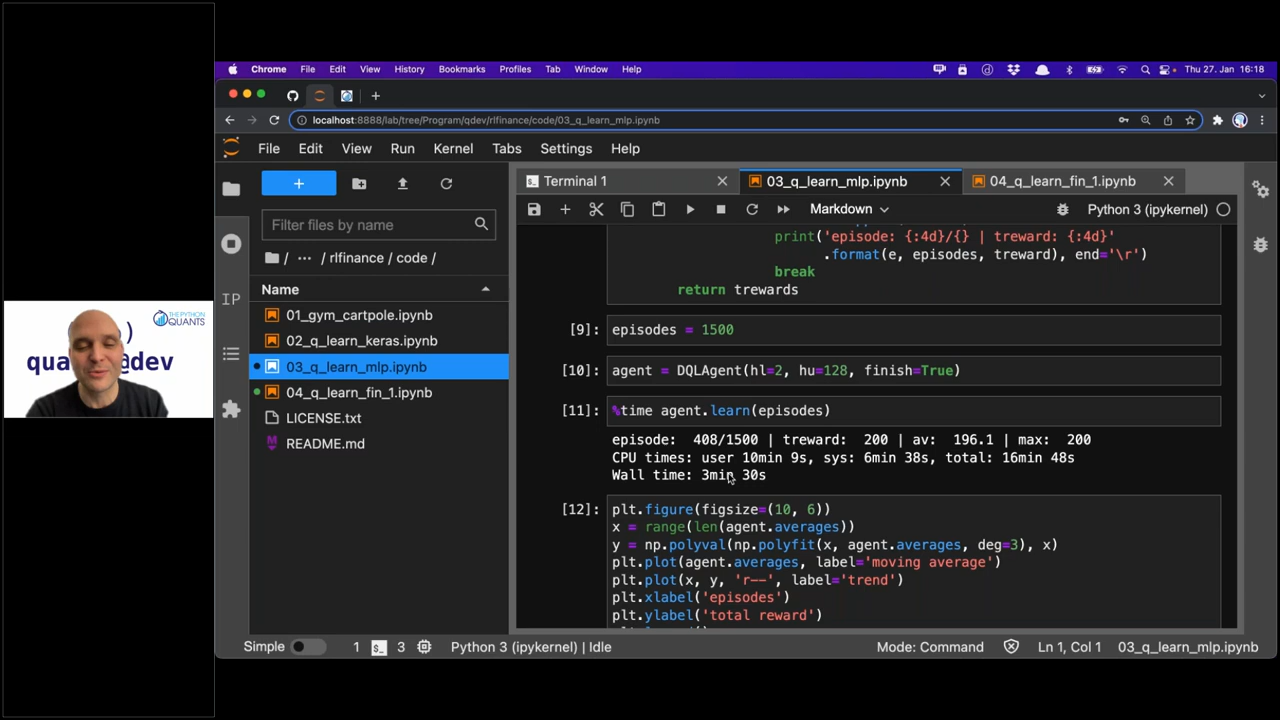 Chrome File Edit View History Bookmarks Profiles Tab Window Help Thu 27. Jan 16:18
localhost:8888/lab/tree/Program/qdev/rlfinance/code/03_q_learn_mlp.ipynb
File Edit View Run Kernel Tabs Settings Help
Terminal 1
03_q_learn_mlp.ipynb
04_q_learn_fin_1.ipynb
Filter files by name
Markdown
Python 3 (ipykernel)
/ ··· / rlfinance / code /
Name
01_gym_cartpole.ipynb
02_q_learn_keras.ipynb
03_q_learn_mlp.ipynb
04_q_learn_fin_1.ipynb
LICENSE.txt
README.md
IP
print('episode: {:4d}/{} | treward: {:4d}'
.format(e, episodes, treward), end='\r')
break
return trewards
[9]: episodes = 1500
[10]: agent = DQLAgent(hl=2, hu=128, finish=True)
[11]: %time agent.learn(episodes)
episode: 408/1500 | treward: 200 | av: 196.1 | max: 200
CPU times: user 10min 9s, sys: 6min 38s, total: 16min 48s
Wall time: 3min 30s
[12]: plt.figure(figsize=(10, 6))
x = range(len(agent.averages))
y = np.polyval(np.polyfit(x, agent.averages, deg=3), x)
plt.plot(agent.averages, label='moving average')
plt.plot(x, y, 'r--', label='trend')
plt.xlabel('episodes')
plt.ylabel('total reward')
Simple 1 3 Python 3 (ipykernel) | Idle Mode: Command Ln 1, Col 1 03_q_learn_mlp.ipynb
THE PYTHON
QUANTS